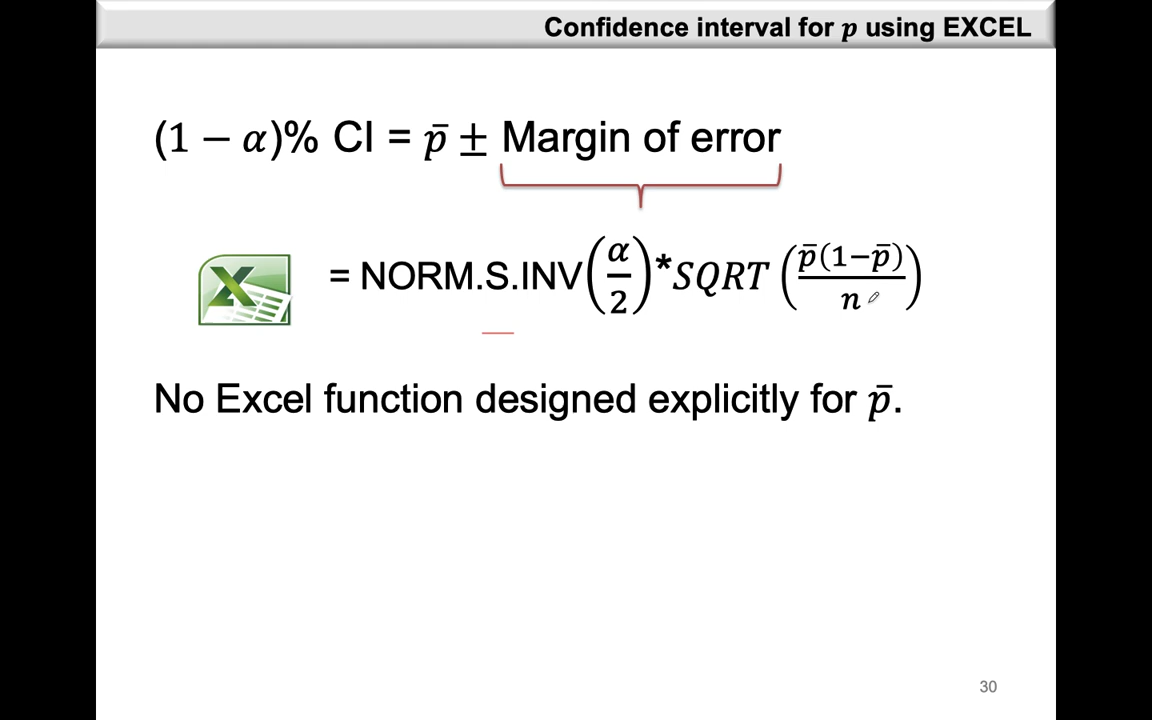 Confidence interval for 𝑝 using EXCEL
(1 − 𝛼)% CI = p̄ ± Margin of error
= NORM.S.INV(𝛼/2)*SQRT(p̄(1−p̄)/n)
No Excel function designed explicitly for p̄.
30